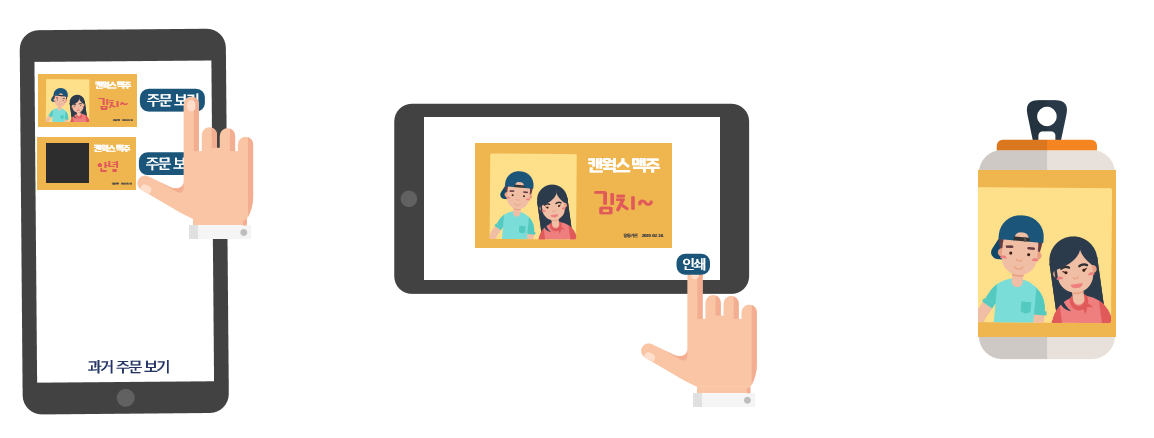 캔웍스 맥주
김치~
주문 보기
캔웍스 맥주
안녕
주문 보
과거 주문 보기
캔웍스 맥주
김치~
인쇄